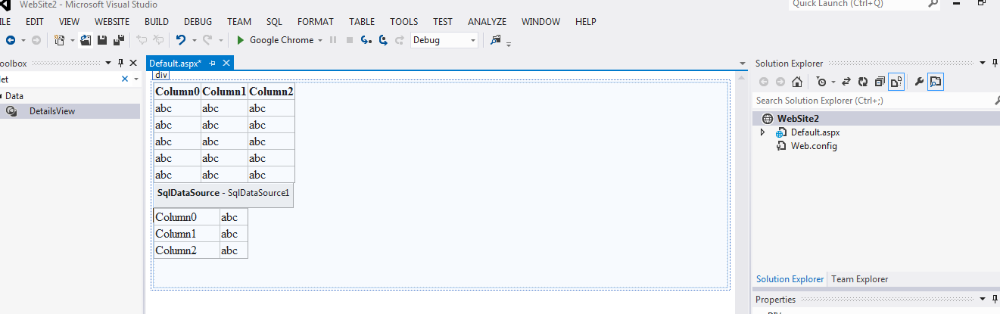 WebSite2 - Microsoft Visual Studio
Quick Launch (Ctrl+Q)
ILE EDIT VIEW WEBSITE BUILD DEBUG TEAM SQL FORMAT TABLE TOOLS TEST ANALYZE WINDOW HELP
Google Chrome Debug
oolbox
let
Data
DetailsView
Default.aspx*
div
Column0 Column1 Column2
abc abc abc
abc abc abc
abc abc abc
abc abc abc
abc abc abc
SqlDataSource - SqlDataSource1
Column0 abc
Column1 abc
Column2 abc
Solution Explorer
Search Solution Explorer (Ctrl+;)
WebSite2
Default.aspx
Web.config
Solution Explorer Team Explorer
Properties